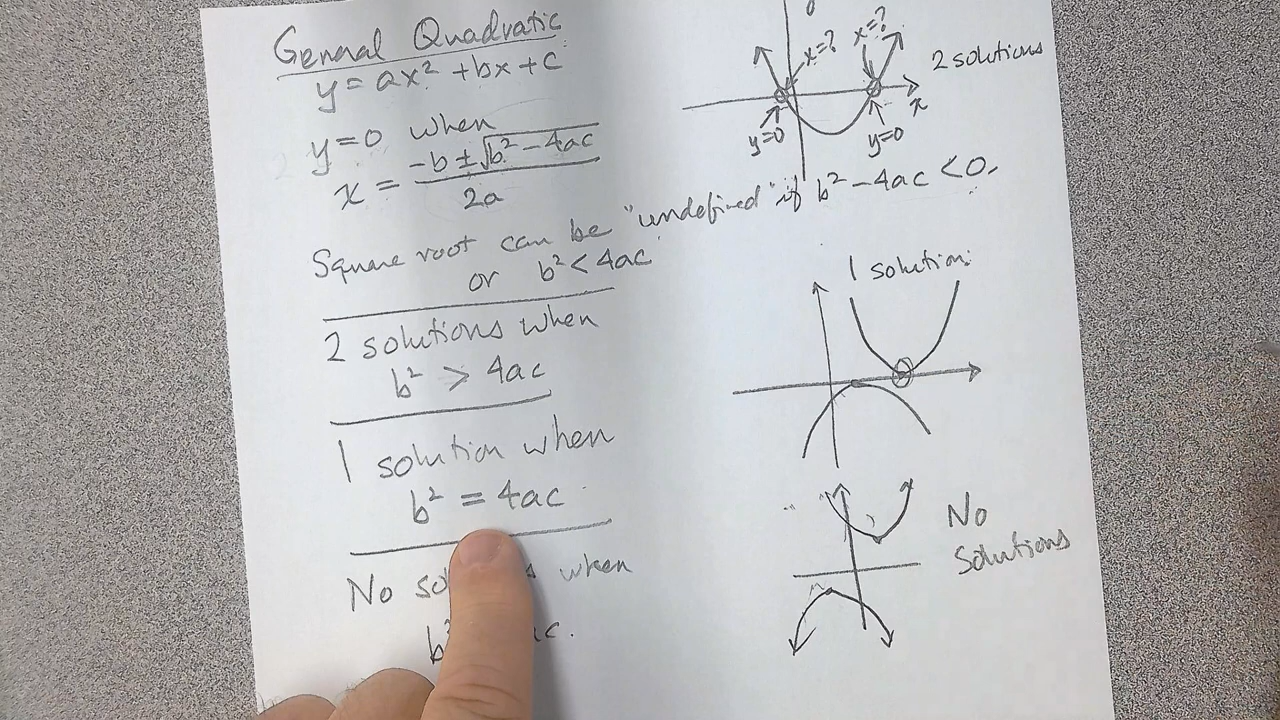 General Quadratic
y = ax² + bx + c
y=0 when
x = -b ± √b² - 4ac
2a
Square root can be "undefined" if b² - 4ac < 0.
or b² < 4ac
2 solutions when
b² > 4ac
1 solution when
b² = 4ac
No when
b²
c.
x=?
x=?
2 solutions
x
y=0
y=0
1 solution:
No
Solutions